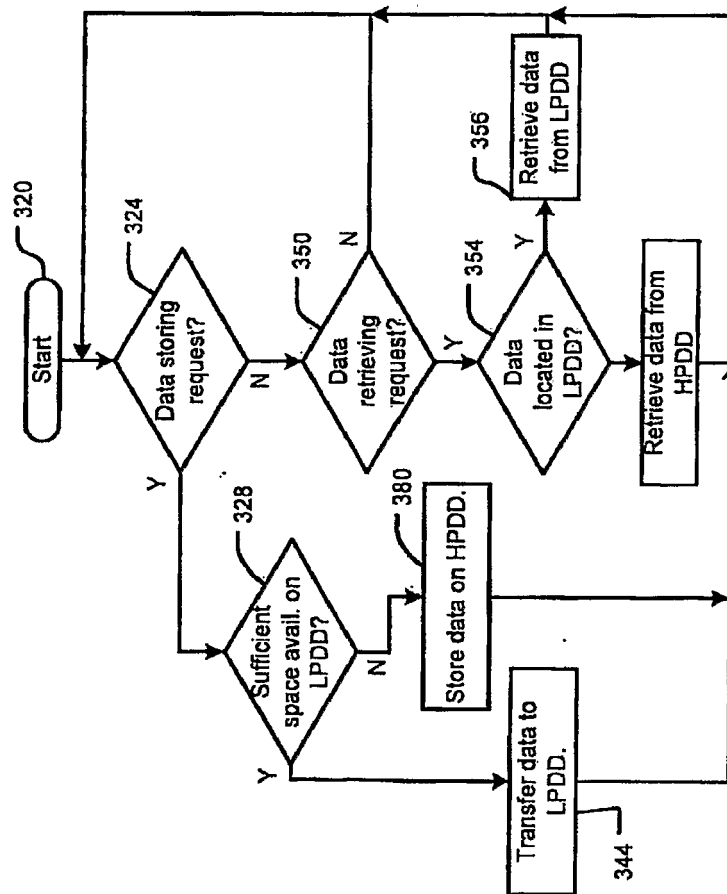 320
Start
324
Data storing
request?
Y
N
328
Sufficient
space avail. on
LPDD?
Y
N
344
Transfer data to
LPDD.
380
Store data on HPDD.
350
Data
retrieving
request?
N
Y
354
Data
located in
LPDD?
Y
356
Retrieve data
from LPDD
Retrieve data from
HPDD